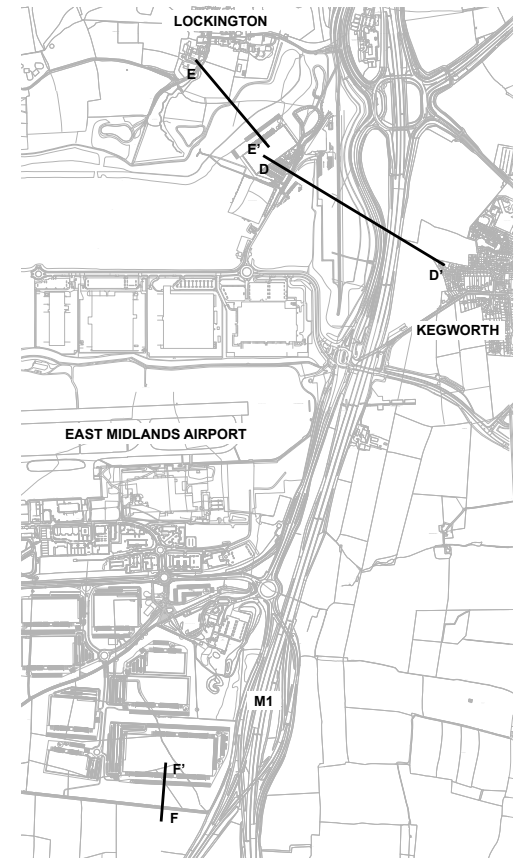 LOCKINGTON
E
E'
D
D'
KEGWORTH
EAST MIDLANDS AIRPORT
M1
F'
F